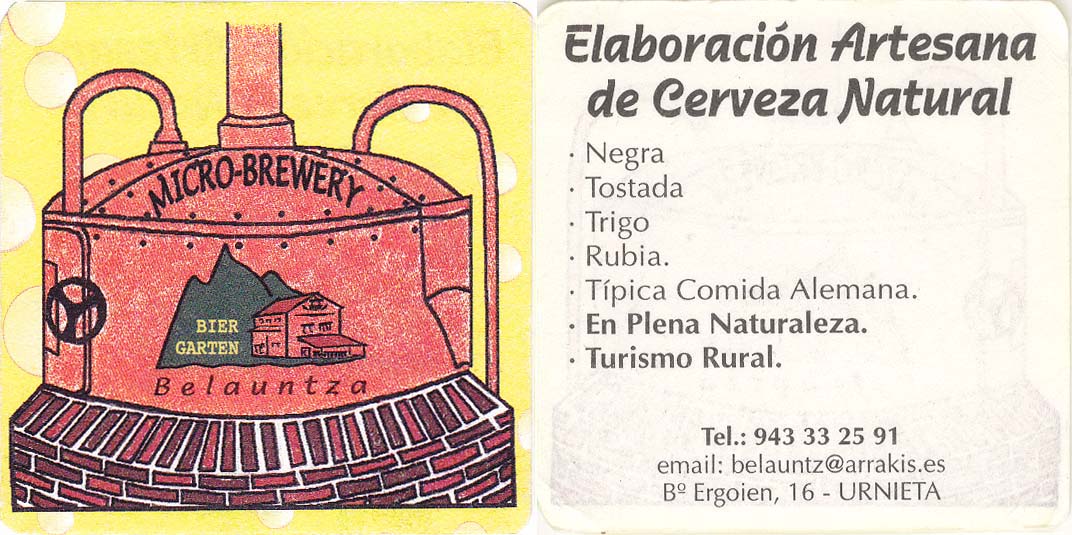 MICRO-BREWERY
BIER
GARTEN
Belauntza
Elaboración Artesana
de Cerveza Natural
· Negra
· Tostada
· Trigo
· Rubia.
· Típica Comida Alemana.
· En Plena Naturaleza.
· Turismo Rural.
Tel.: 943 33 25 91
email: belauntz@arrakis.es
Bº Ergoien, 16 - URNIETA